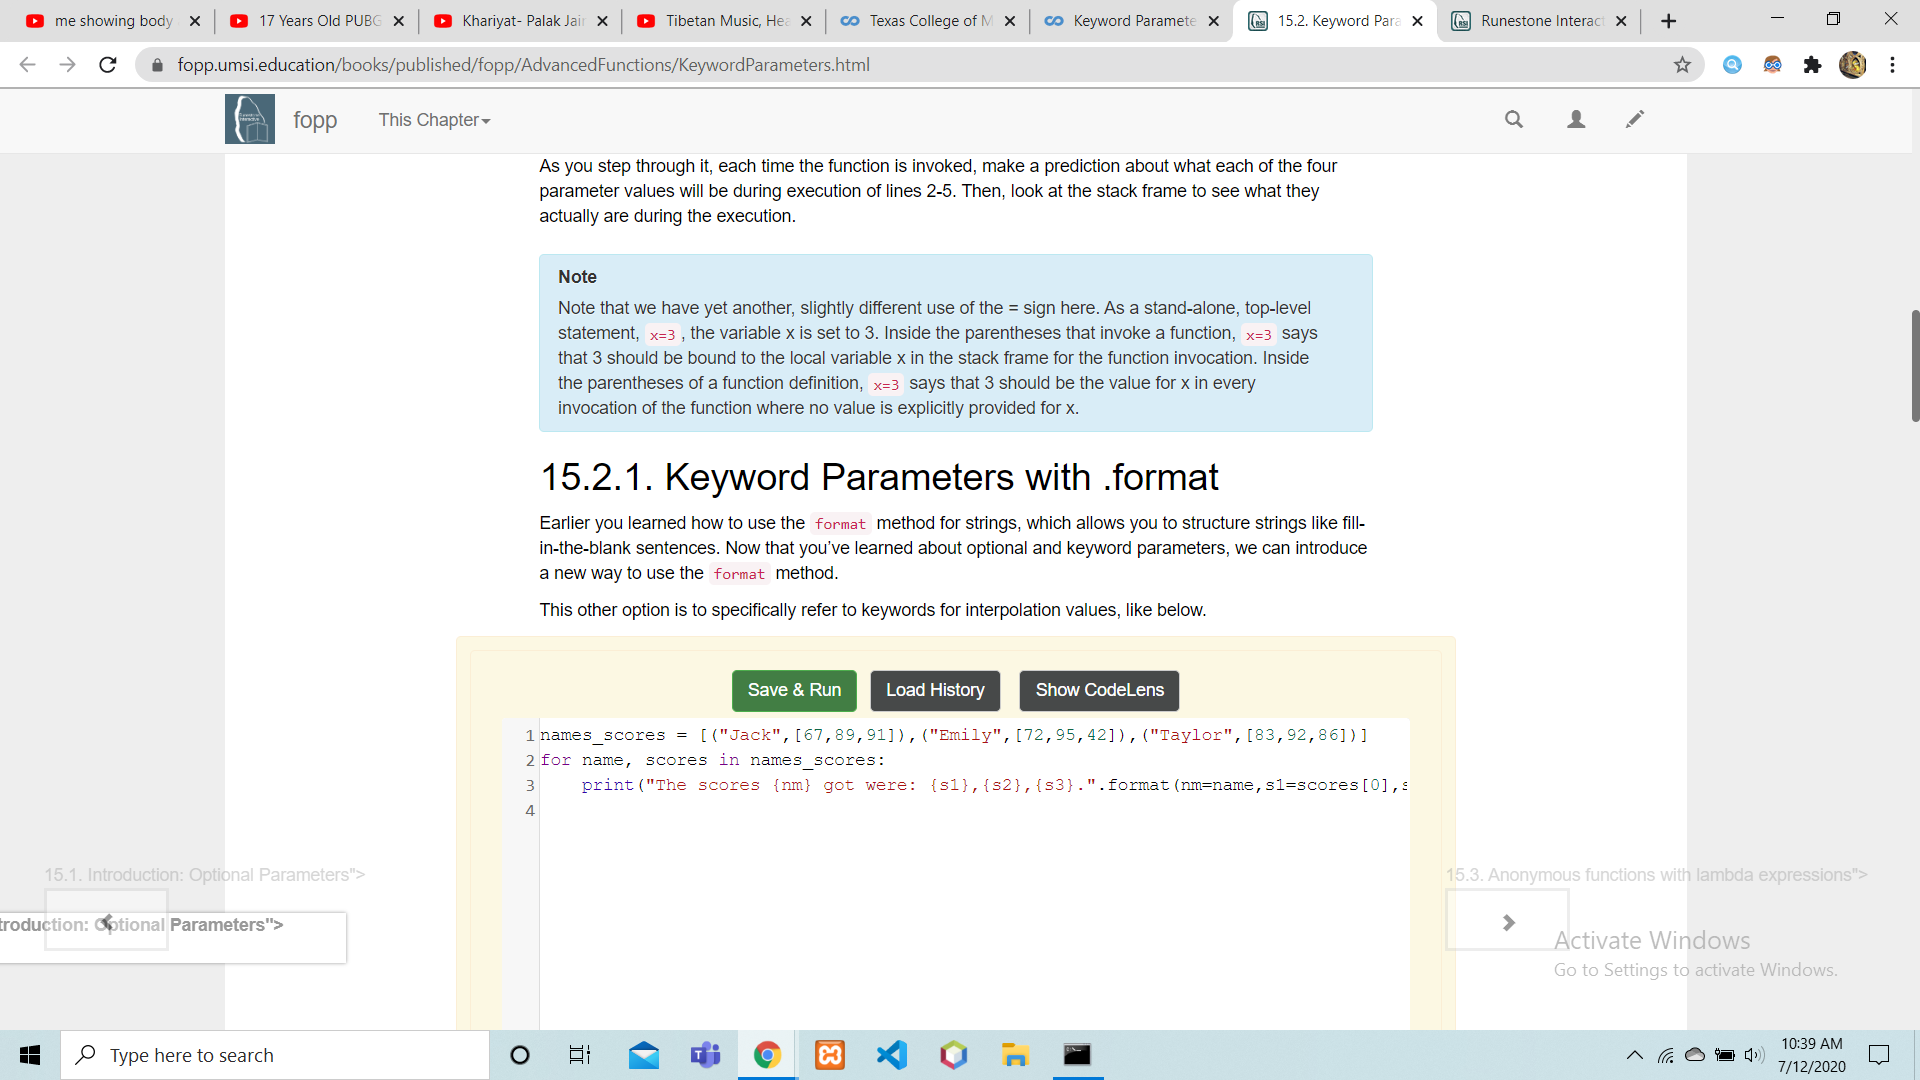 me showing body
17 Years Old PUBG
Khariyat- Palak Jain
Tibetan Music, Hea
Texas College of M
Keyword Paramete
15.2. Keyword Para
Runestone Interact
fopp.umsi.education/books/published/fopp/AdvancedFunctions/KeywordParameters.html
fopp
This Chapter
As you step through it, each time the function is invoked, make a prediction about what each of the four
parameter values will be during execution of lines 2-5. Then, look at the stack frame to see what they
actually are during the execution.
Note
Note that we have yet another, slightly different use of the = sign here. As a stand-alone, top-level
statement, x=3 , the variable x is set to 3. Inside the parentheses that invoke a function, x=3 says
that 3 should be bound to the local variable x in the stack frame for the function invocation. Inside
the parentheses of a function definition, x=3 says that 3 should be the value for x in every
invocation of the function where no value is explicitly provided for x.
15.2.1. Keyword Parameters with .format
Earlier you learned how to use the format method for strings, which allows you to structure strings like fill-
in-the-blank sentences. Now that you’ve learned about optional and keyword parameters, we can introduce
a new way to use the format method.
This other option is to specifically refer to keywords for interpolation values, like below.
Save & Run
Load History
Show CodeLens
1 names_scores = [("Jack",[67,89,91]),("Emily",[72,95,42]),("Taylor",[83,92,86])]
2 for name, scores in names_scores:
3     print("The scores {nm} got were: {s1},{s2},{s3}.".format(nm=name,s1=scores[0],s
4
15.1. Introduction: Optional Parameters">
troduction: Optional Parameters">
15.3. Anonymous functions with lambda expressions">
Activate Windows
Go to Settings to activate Windows.
Type here to search
10:39 AM
7/12/2020